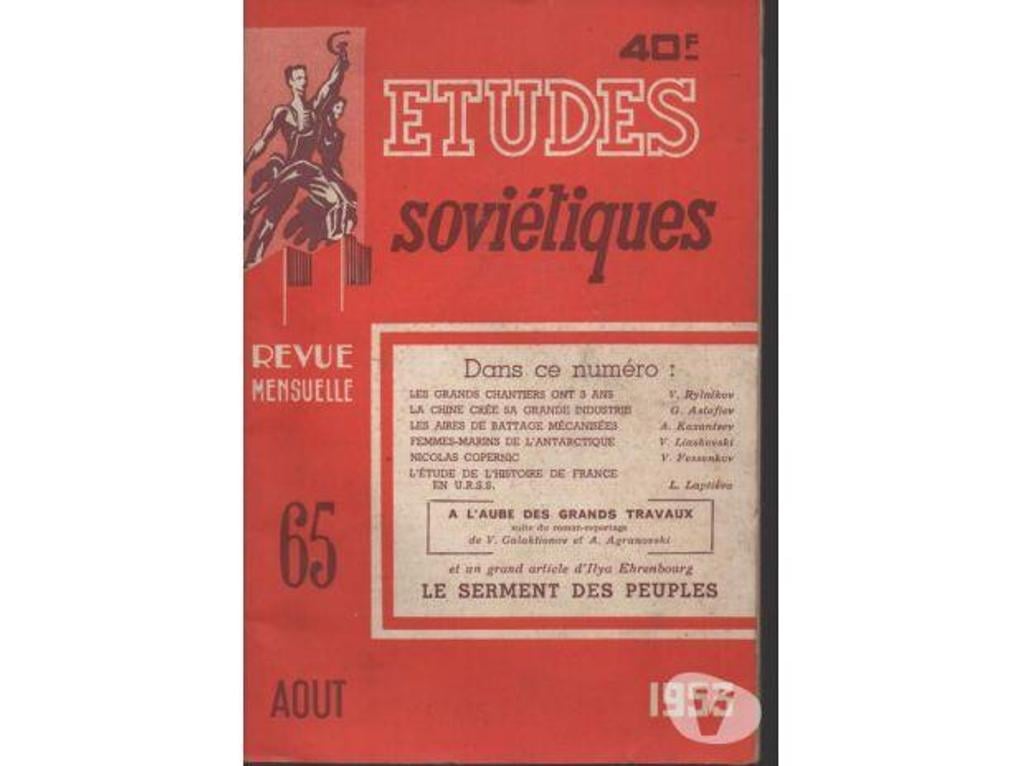 40F
ETUDES
soviétiques
REVUE
MENSUELLE
Dans ce numéro :
LES GRANDS CHANTIERS ONT 3 ANS V. Rylnikov
LA CHINE CRÉE SA GRANDE INDUSTRIE G. Astafiev
LES AIRES DE BATTAGE MÉCANISÉES A. Kazantsev
FEMMES-MARINS DE L'ANTARCTIQUE V. Liashovski
NICOLAS COPERNIC V. Fessenkov
L'ÉTUDE DE L'HISTOIRE DE FRANCE
EN U.R.S.S. L. Laptiéva
A L'AUBE DES GRANDS TRAVAUX
suite du roman-reportage
de V. Galaktionov et A. Agranovski
et un grand article d'Ilya Ehrenbourg
LE SERMENT DES PEUPLES
65
AOUT
1953
V